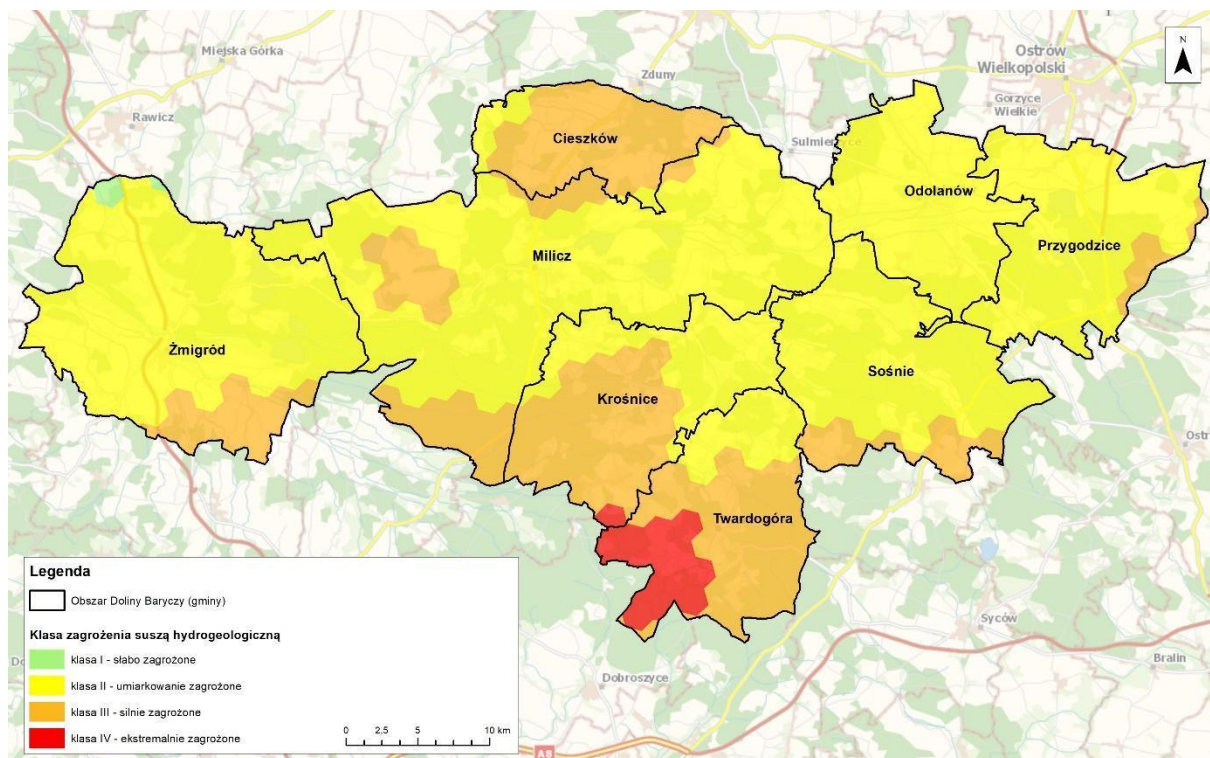 Miejska Górka
Zduny
Ostrów
Wielkopolski
N
Rawicz
Gorzyce
Wielkie
Cieszków
Odolanów
Przygodzice
Milicz
Żmigród
Sośnie
Krośnice
Twardogóra
Syców
Dobroszyce
Bralin
A8
Legenda
Obszar Doliny Baryczy (gminy)
Klasa zagrożenia suszą hydrogeologiczną
klasa I - słabo zagrożone
klasa II - umiarkowanie zagrożone
klasa III - silnie zagrożone
klasa IV - ekstremalnie zagrożone
0 2,5 5 10 km